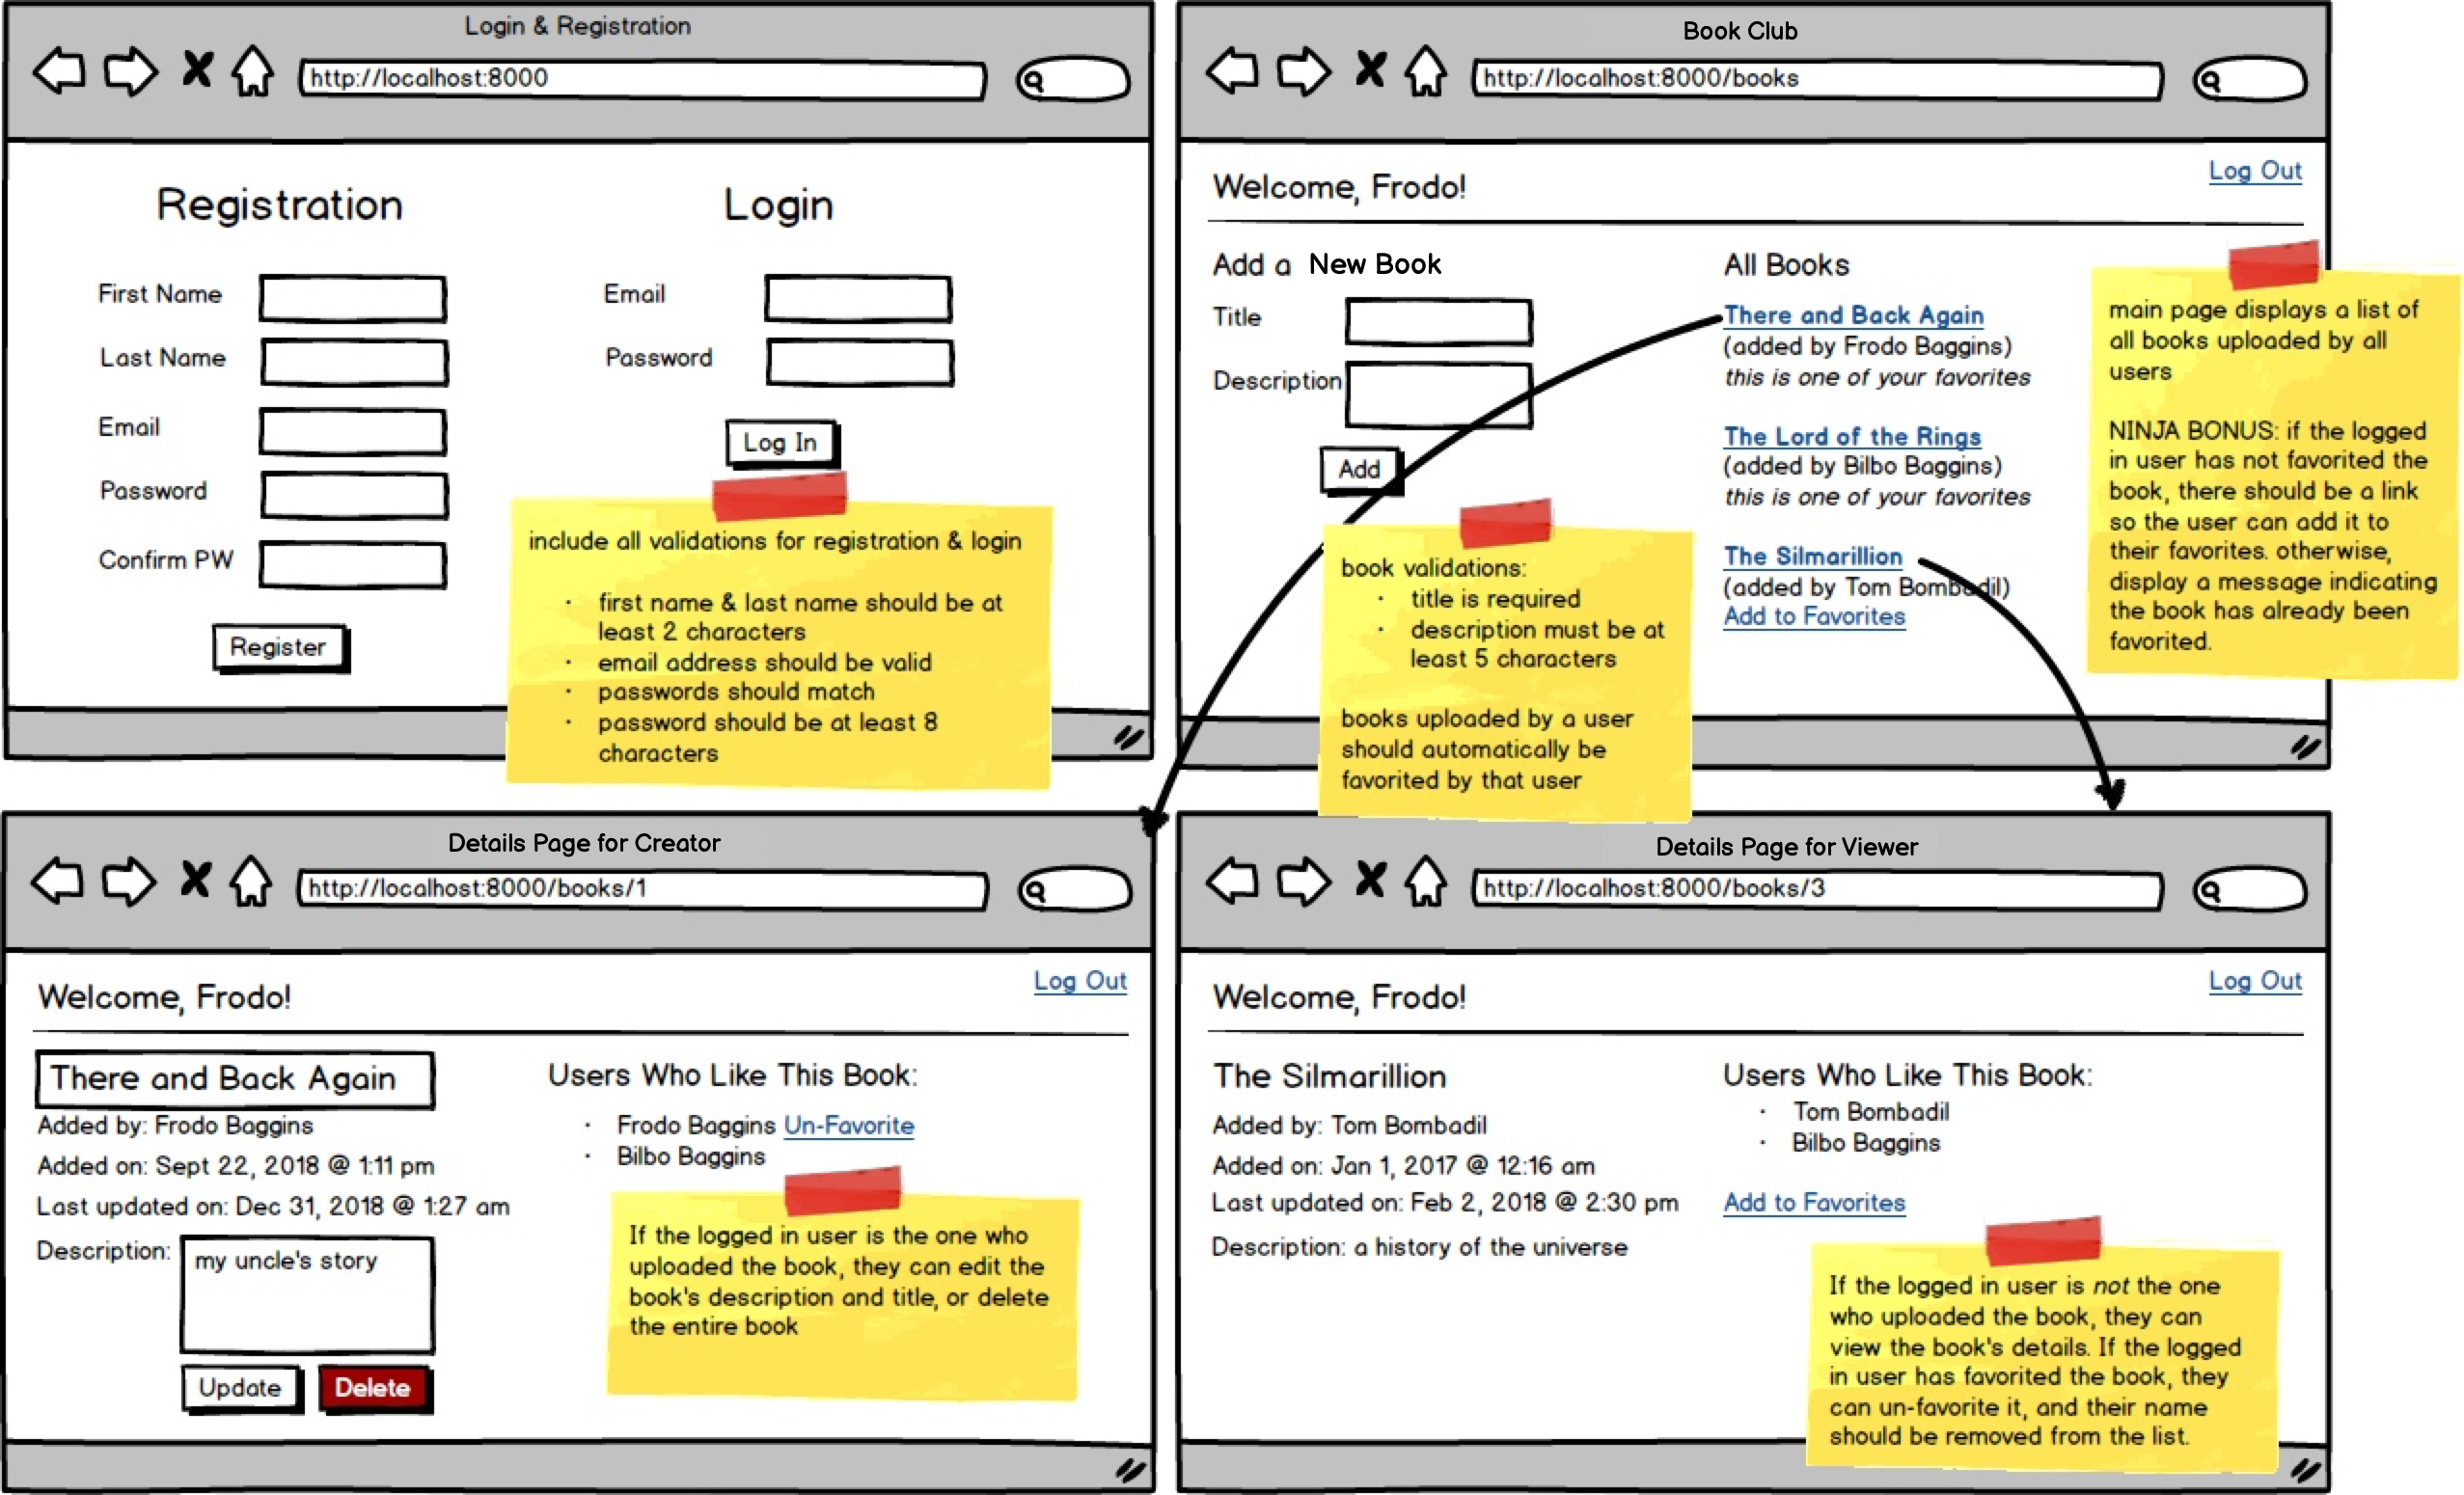 Login & Registration
http://localhost:8000
Registration
First Name
Last Name
Email
Password
Confirm PW
Register
Login
Email
Password
Log In
include all validations for registration & login
· first name & last name should be at
least 2 characters
· email address should be valid
· passwords should match
· password should be at least 8
characters
Book Club
http://localhost:8000/books
Welcome, Frodo!
Log Out
Add a New Book
Title
Description
Add
book validations:
· title is required
· description must be at
least 5 characters
books uploaded by a user
should automatically be
favorited by that user
All Books
There and Back Again
(added by Frodo Baggins)
this is one of your favorites
The Lord of the Rings
(added by Bilbo Baggins)
this is one of your favorites
The Silmarillion
(added by Tom Bombadil)
Add to Favorites
main page displays a list of
all books uploaded by all
users
NINJA BONUS: if the logged
in user has not favorited the
book, there should be a link
so the user can add it to
their favorites. otherwise,
display a message indicating
the book has already been
favorited.
Details Page for Creator
http://localhost:8000/books/1
Welcome, Frodo!
Log Out
There and Back Again
Added by: Frodo Baggins
Added on: Sept 22, 2018 @ 1:11 pm
Last updated on: Dec 31, 2018 @ 1:27 am
Description:
my uncle's story
Update
Delete
Users Who Like This Book:
· Frodo Baggins Un-Favorite
· Bilbo Baggins
If the logged in user is the one who
uploaded the book, they can edit the
book's description and title, or delete
the entire book
Details Page for Viewer
http://localhost:8000/books/3
Welcome, Frodo!
Log Out
The Silmarillion
Added by: Tom Bombadil
Added on: Jan 1, 2017 @ 12:16 am
Last updated on: Feb 2, 2018 @ 2:30 pm
Description: a history of the universe
Users Who Like This Book:
· Tom Bombadil
· Bilbo Baggins
Add to Favorites
If the logged in user is not the one
who uploaded the book, they can
view the book's details. If the logged
in user has favorited the book, they
can un-favorite it, and their name
should be removed from the list.